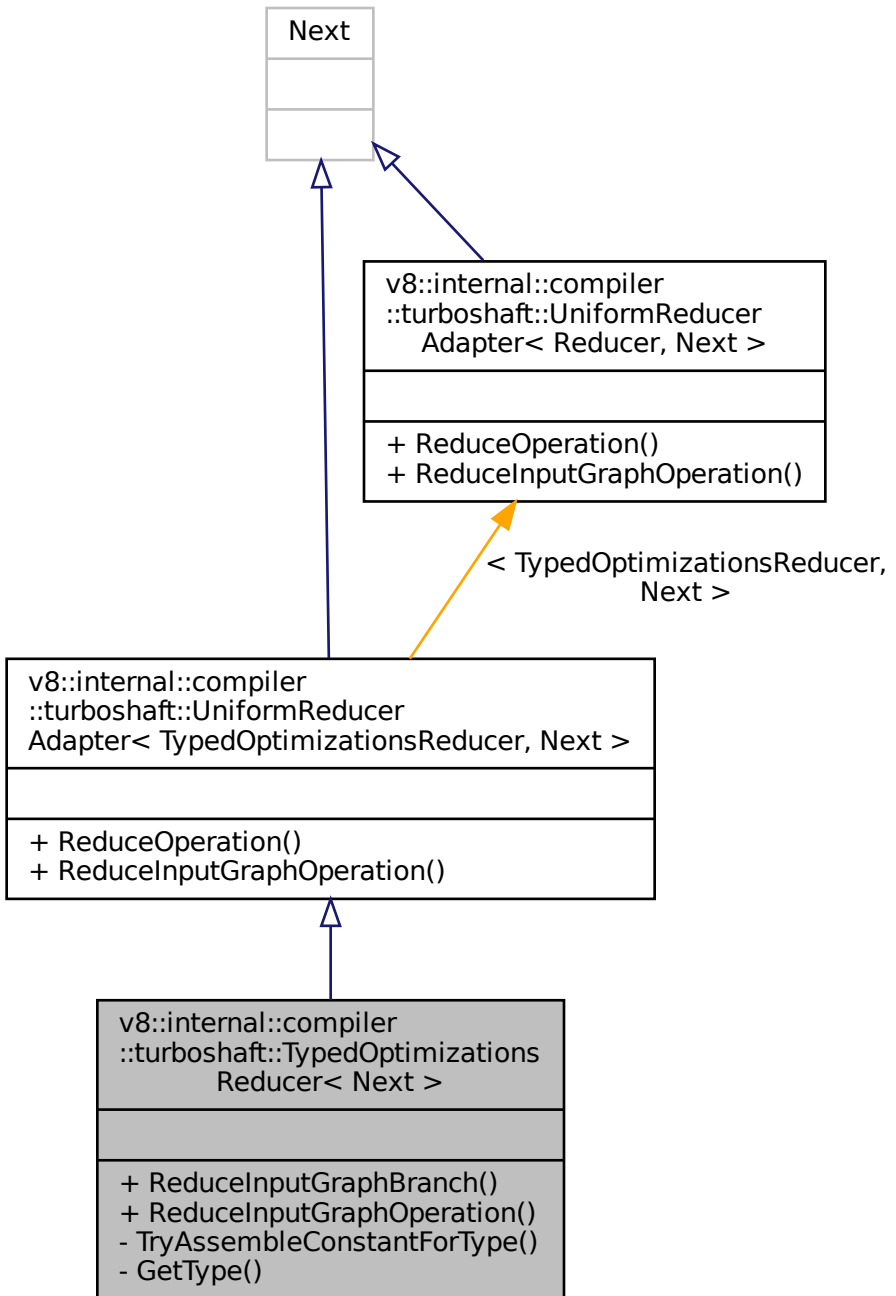 Next
v8::internal::compiler
::turboshaft::UniformReducer
Adapter< Reducer, Next >
+ ReduceOperation()
+ ReduceInputGraphOperation()
< TypedOptimizationsReducer,
Next >
v8::internal::compiler
::turboshaft::UniformReducer
Adapter< TypedOptimizationsReducer, Next >
+ ReduceOperation()
+ ReduceInputGraphOperation()
v8::internal::compiler
::turboshaft::TypedOptimizations
Reducer< Next >
+ ReduceInputGraphBranch()
+ ReduceInputGraphOperation()
- TryAssembleConstantForType()
- GetType()